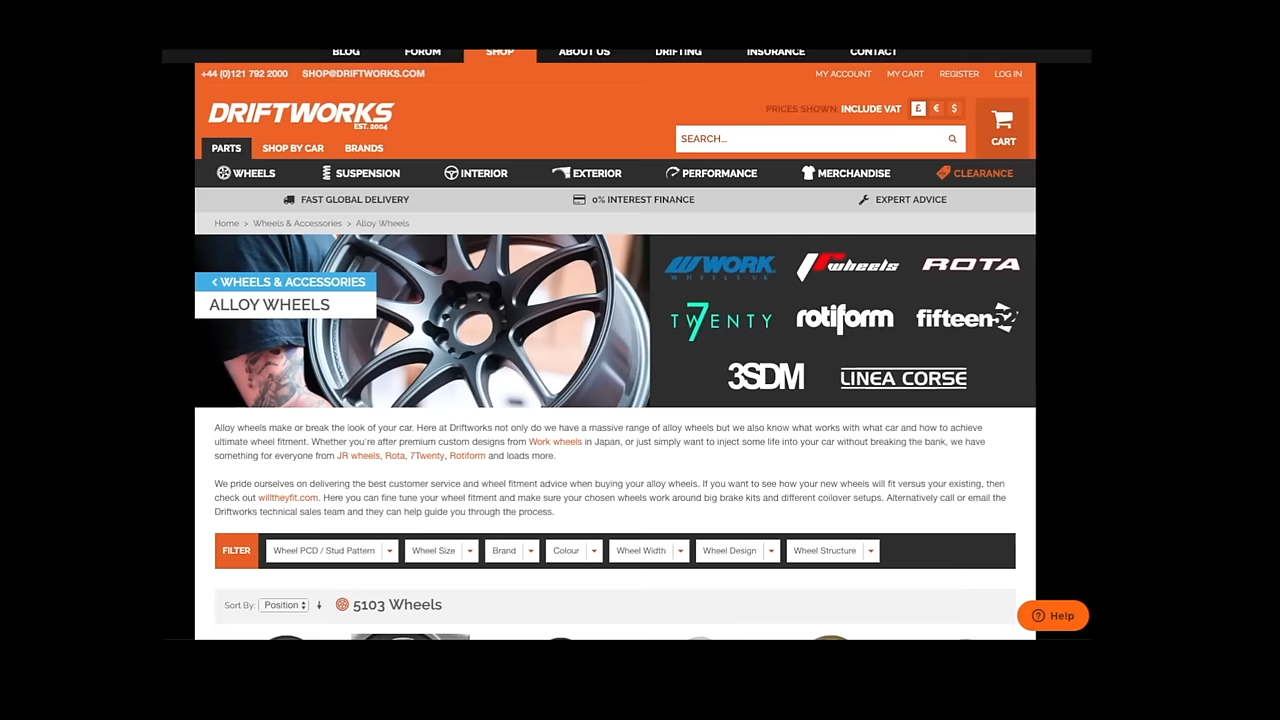 BLOG FORUM SHOP ABOUT US DRIFTING INSURANCE CONTACT
+44 (0)121 792 2000 SHOP@DRIFTWORKS.COM MY ACCOUNT MY CART REGISTER LOG IN
DRIFTWORKS
EST. 2004
PRICES SHOWN: INCLUDE VAT £ € $
SEARCH...
CART
PARTS SHOP BY CAR BRANDS
WHEELS SUSPENSION INTERIOR EXTERIOR PERFORMANCE MERCHANDISE CLEARANCE
FAST GLOBAL DELIVERY 0% INTEREST FINANCE EXPERT ADVICE
Home > Wheels & Accessories > Alloy Wheels
< WHEELS & ACCESSORIES
ALLOY WHEELS
WORK
WHEELS-UK
JR wheels
ROTA
7TWENTY
rotiform
fifteen52
3SDM
LINEA CORSE
Alloy wheels make or break the look of your car. Here at Driftworks not only do we have a massive range of alloy wheels but we also know what works with what car and how to achieve
ultimate wheel fitment. Whether you're after premium custom designs from Work wheels in Japan, or just simply want to inject some life into your car without breaking the bank, we have
something for everyone from JR wheels, Rota, 7Twenty, Rotiform and loads more.
We pride ourselves on delivering the best customer service and wheel fitment advice when buying your alloy wheels. If you want to see how your new wheels will fit versus your existing, then
check out willtheyfit.com. Here you can fine tune your wheel fitment and make sure your chosen wheels work around big brake kits and different coilover setups. Alternatively call or email the
Driftworks technical sales team and they can help guide you through the process.
FILTER Wheel PCD / Stud Pattern Wheel Size Brand Colour Wheel Width Wheel Design Wheel Structure
Sort By: Position 5103 Wheels
Help